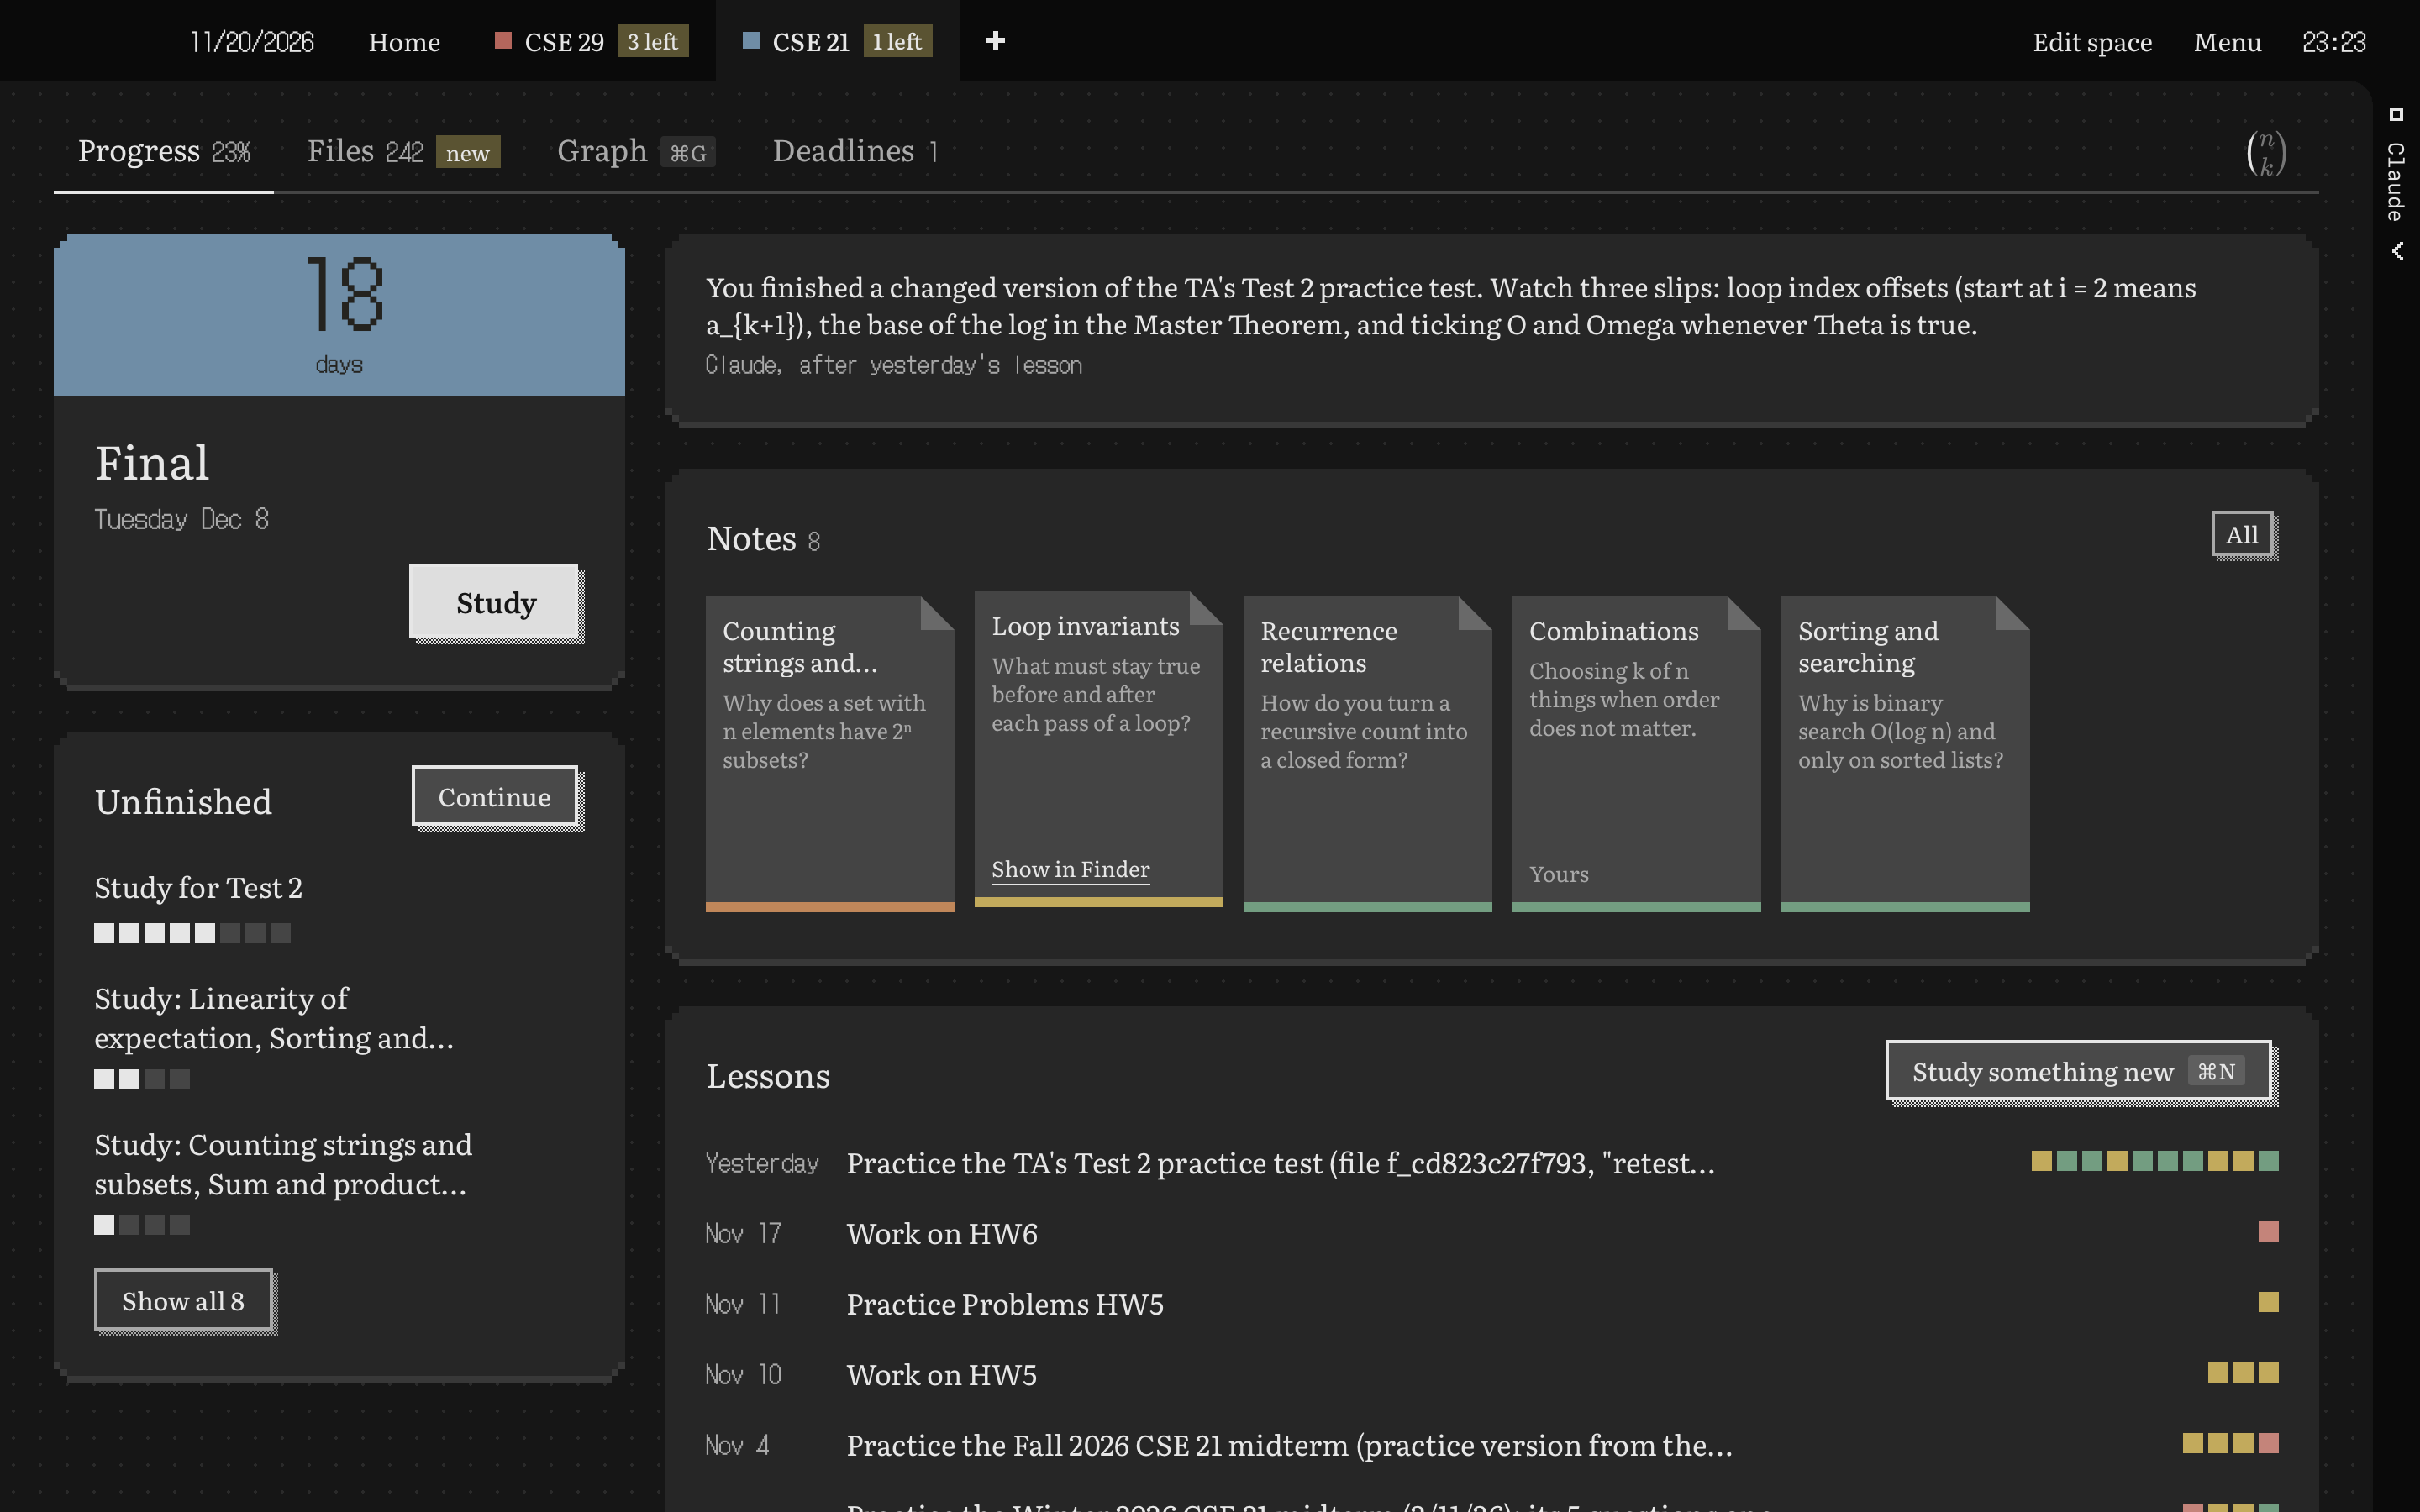 11/20/2026
Home
CSE 29
3 left
CSE 21
1 left
Edit space
Menu
23:23
Progress 23%
Files 242 new
Graph ⌘G
Deadlines 1
(n k)
Claude
18
days
Final
Tuesday Dec 8
Study
Unfinished
Continue
Study for Test 2
Study: Linearity of
expectation, Sorting and...
Study: Counting strings and
subsets, Sum and product...
Show all 8
You finished a changed version of the TA's Test 2 practice test. Watch three slips: loop index offsets (start at i = 2 means
a_{k+1}), the base of the log in the Master Theorem, and ticking O and Omega whenever Theta is true.
Claude, after yesterday's lesson
Notes 8
All
Counting
strings and...
Why does a set with
n elements have 2ⁿ
subsets?
Loop invariants
What must stay true
before and after
each pass of a loop?
Show in Finder
Recurrence
relations
How do you turn a
recursive count into
a closed form?
Combinations
Choosing k of n
things when order
does not matter.
Yours
Sorting and
searching
Why is binary
search O(log n) and
only on sorted lists?
Lessons
Study something new ⌘N
Yesterday
Practice the TA's Test 2 practice test (file f_cd823c27f793, "retest...
Nov 17
Work on HW6
Nov 11
Practice Problems HW5
Nov 10
Work on HW5
Nov 4
Practice the Fall 2026 CSE 21 midterm (practice version from the...